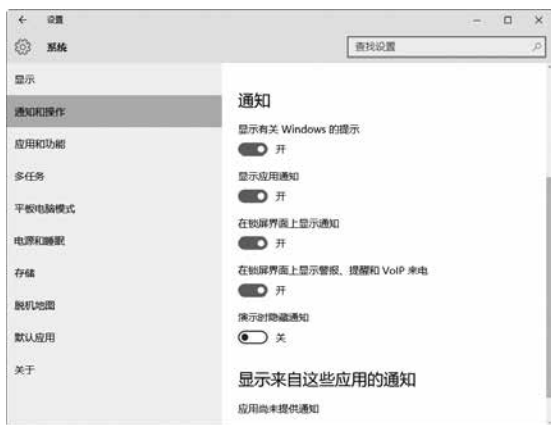 设置
系统
查找设置
显示
通知和操作
应用和功能
多任务
平板电脑模式
电源和睡眠
存储
脱机地图
默认应用
关于
通知
显示有关 Windows 的提示
开
显示应用通知
开
在锁屏界面上显示通知
开
在锁屏界面上显示警报、提醒和 VoIP 来电
开
演示时隐藏通知
关
显示来自这些应用的通知
应用尚未提供通知